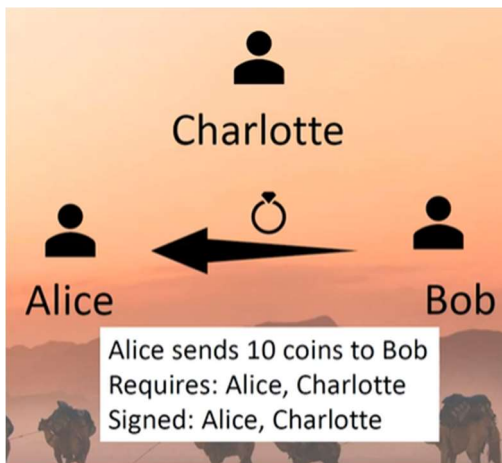 Charlotte
Alice
Bob
Alice sends 10 coins to Bob
Requires: Alice, Charlotte
Signed: Alice, Charlotte